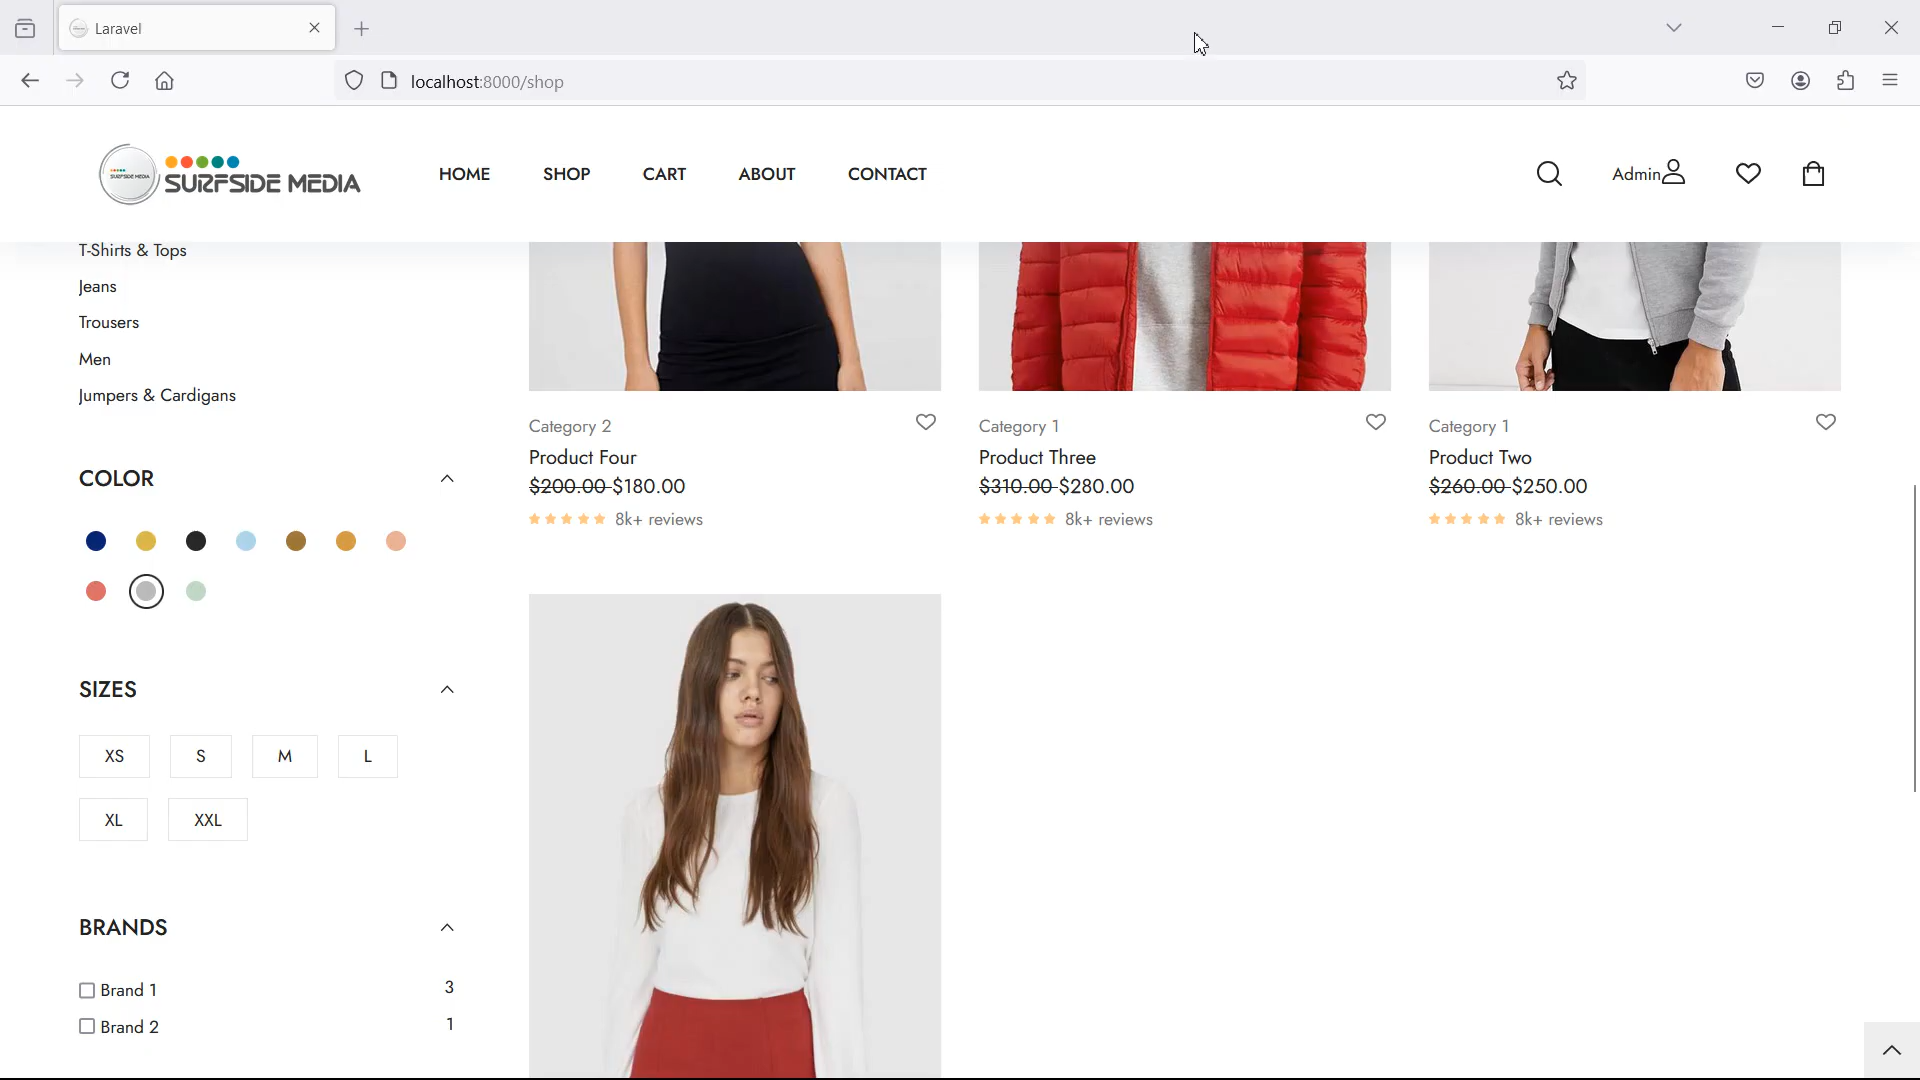 Laravel
localhost:8000/shop
SURFSIDE MEDIA SURFSIDE MEDIA HOME SHOP CART ABOUT CONTACT Admin
T-Shirts & Tops
Jeans
Trousers
Men
Jumpers & Cardigans
COLOR
SIZES
XS S M L
XL XXL
BRANDS
Brand 1 3
Brand 2 1
Category 2
Product Four
$200.00 $180.00
8k+ reviews
Category 1
Product Three
$310.00 $280.00
8k+ reviews
Category 1
Product Two
$260.00 $250.00
8k+ reviews